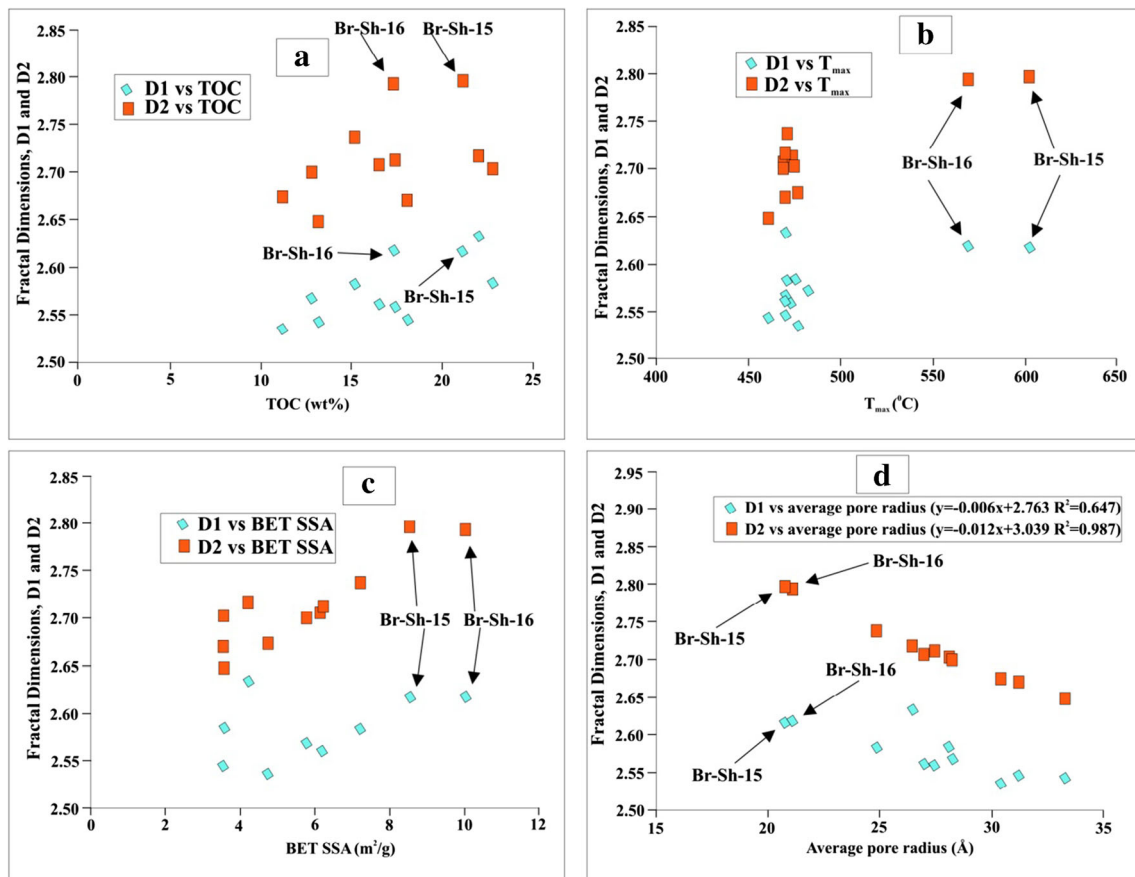 a
Br-Sh-16
Br-Sh-15
D1 vs TOC
D2 vs TOC
Br-Sh-16
Br-Sh-15
Fractal Dimensions, D1 and D2
2.85
2.80
2.75
2.70
2.65
2.60
2.55
2.50
0
5
10
15
20
25
TOC (wt%)
b
D1 vs Tmax
D2 vs Tmax
Br-Sh-16
Br-Sh-15
Fractal Dimensions, D1 and D2
2.85
2.80
2.75
2.70
2.65
2.60
2.55
2.50
400
450
500
550
600
650
Tmax (⁰C)
c
D1 vs BET SSA
D2 vs BET SSA
Br-Sh-15
Br-Sh-16
Fractal Dimensions, D1 and D2
2.85
2.80
2.75
2.70
2.65
2.60
2.55
2.50
0
2
4
6
8
10
12
BET SSA (m²/g)
d
D1 vs average pore radius (y=-0.006x+2.763 R²=0.647)
D2 vs average pore radius (y=-0.012x+3.039 R²=0.987)
Br-Sh-16
Br-Sh-15
Br-Sh-16
Br-Sh-15
Fractal Dimensions, D1 and D2
2.95
2.90
2.85
2.80
2.75
2.70
2.65
2.60
2.55
2.50
15
20
25
30
35
Average pore radius (Å)